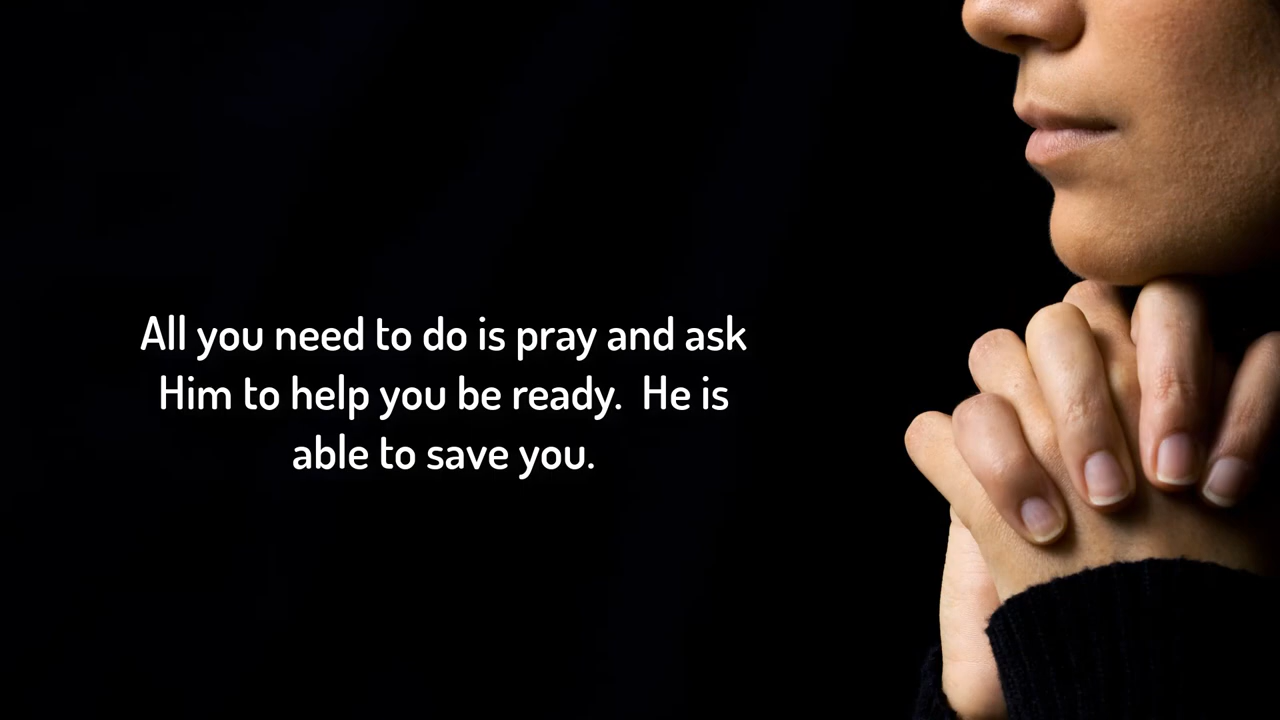 All you need to do is pray and ask
Him to help you be ready.  He is
able to save you.